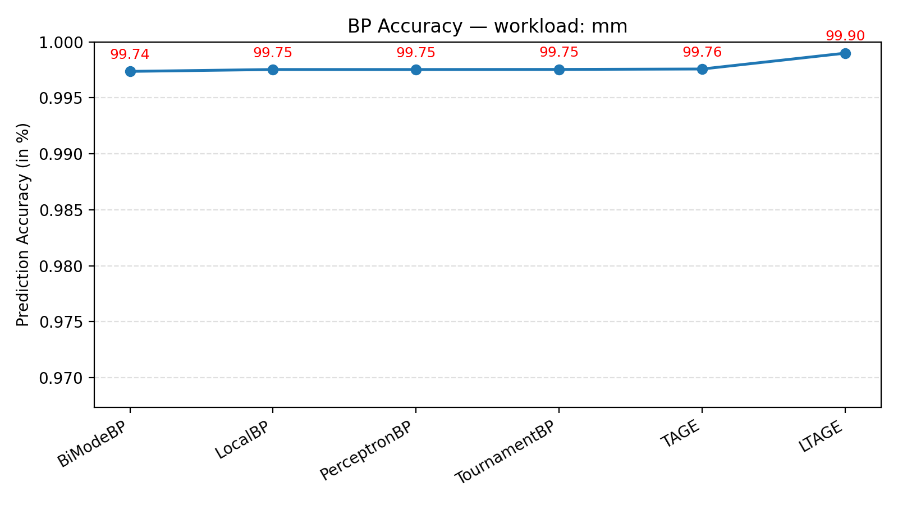 BP Accuracy — workload: mm
Prediction Accuracy (in %)
1.000
0.995
0.990
0.985
0.980
0.975
0.970
99.74
99.75
99.75
99.75
99.76
99.90
BiModeBP
LocalBP
PerceptronBP
TournamentBP
TAGE
LTAGE